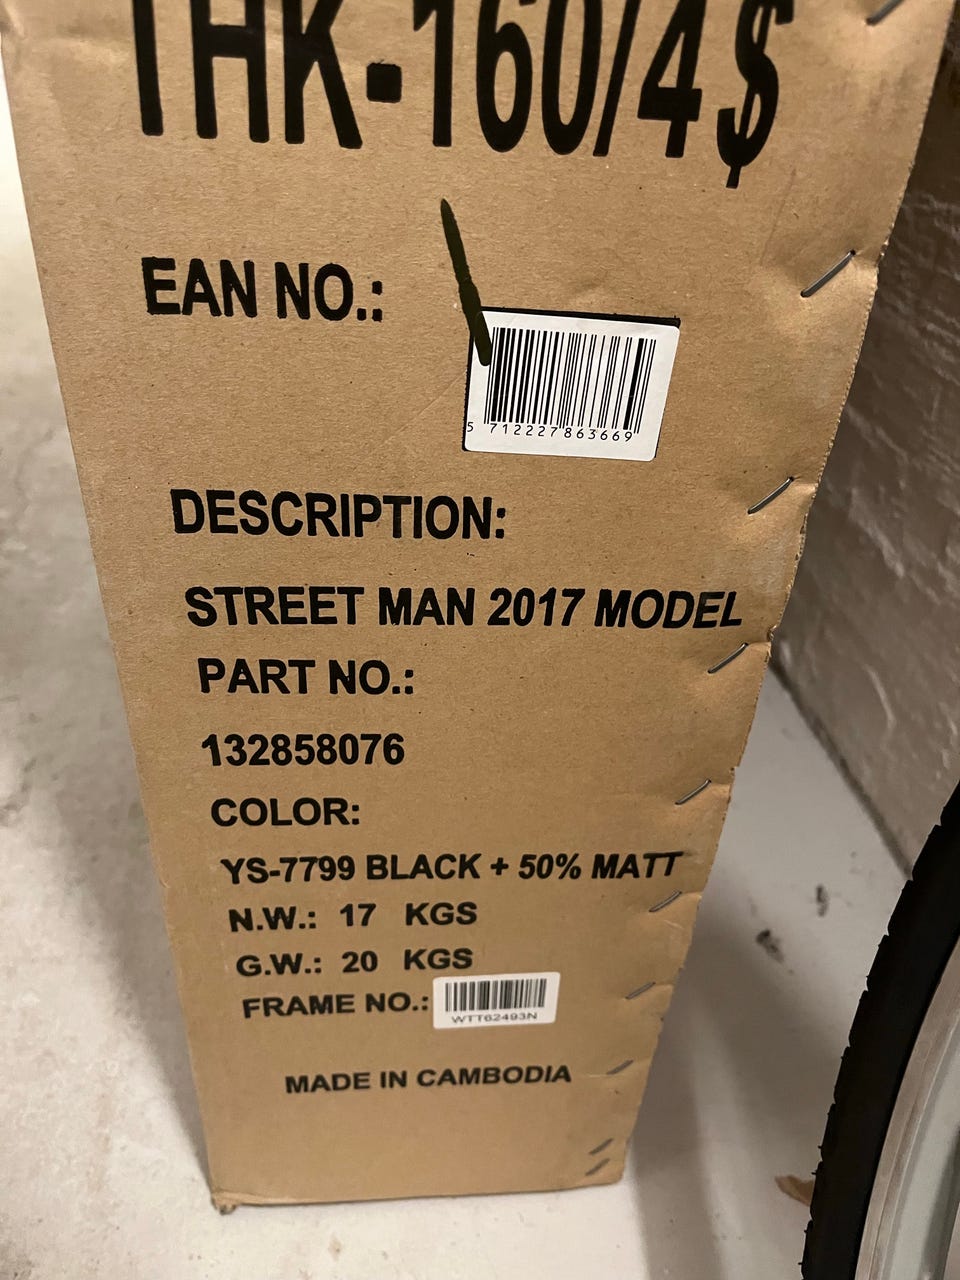 THK-160/4$
EAN NO.:
5 712227 863669
DESCRIPTION:
STREET MAN 2017 MODEL
PART NO.:
132858076
COLOR:
YS-7799 BLACK + 50% MATT
N.W.: 17 KGS
G.W.: 20 KGS
FRAME NO.:
WTT62493N
MADE IN CAMBODIA